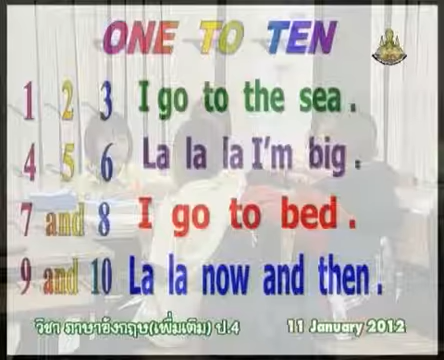 ONE TO TEN
1 2 3 I go to the sea .
4 5 6 La la la I'm big .
7 and 8 I go to bed .
9 and 10 La la now and then .
วิชา ภาษาอังกฤษ(เพิ่มเติม) ป.4 11 January 2012